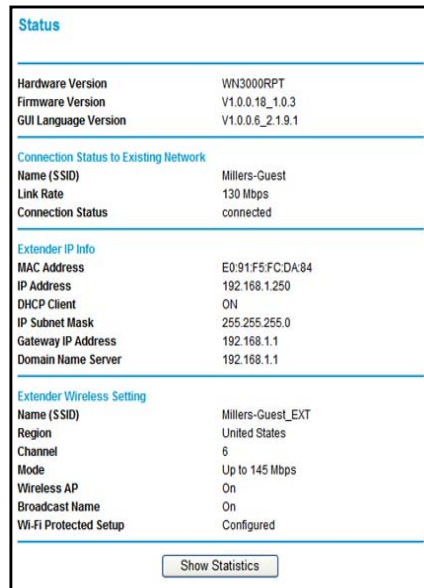 Status
Hardware Version WN3000RPT
Firmware Version V1.0.0.18_1.0.3
GUI Language Version V1.0.0.6_2.1.9.1
Connection Status to Existing Network
Name (SSID) Millers-Guest
Link Rate 130 Mbps
Connection Status connected
Extender IP Info
MAC Address E0:91:F5:FC:DA:84
IP Address 192.168.1.250
DHCP Client ON
IP Subnet Mask 255.255.255.0
Gateway IP Address 192.168.1.1
Domain Name Server 192.168.1.1
Extender Wireless Setting
Name (SSID) Millers-Guest_EXT
Region United States
Channel 6
Mode Up to 145 Mbps
Wireless AP On
Broadcast Name On
Wi-Fi Protected Setup Configured
Show Statistics